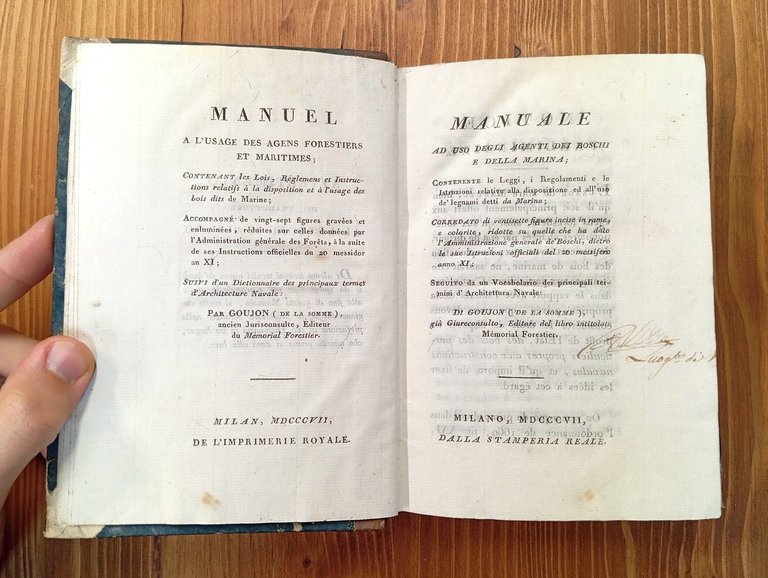 MANUEL
A L'USAGE DES AGENS FORESTIERS
ET MARITIMES;
CONTENANT les Lois, Réglemens et Instruc-
tions relatifs à la disposition et à l'usage des
bois dits de Marine;
ACCOMPAGNÉ de vingt-sept figures gravées et
enluminées, réduites sur celles données par
l'Administration générale des Forêts, à la suite
de ses Instructions officielles du 20 messidor
an XI;
SUIVI d'un Dictionnaire des principaux termes
d'Architecture Navale:
PAR GOUJON (DE LA SOMME),
ancien Jurisconsulte, Editeur
du Mémorial Forestier.
MILAN, MDCCCVII,
DE L'IMPRIMERIE ROYALE.
MANUALE
AD USO DEGLI AGENTI DEI BOSCHI
E DELLA MARINA;
CONTENENTE le Leggi, i Regolamenti e le
Istruzioni relative alla disposizione ed all'uso
de' legnami detti da Marina;
CORREDATO di ventisette figure incise in rame,
e colorite, ridotte su quelle che ha dato
l'Amministrazione generale de' Boschi, dietro
le sue Istruzioni officiali del 20 messifero
anno XI;
SEGUITO da un Vocabolario dei principali ter-
mini d'Architettura Navale:
DI GOUJON (DE LA SOMME),
già Giureconsulto, Editore del libro intitolato
Mémorial Forestier.
MILANO, MDCCCVII,
DALLA STAMPERIA REALE.